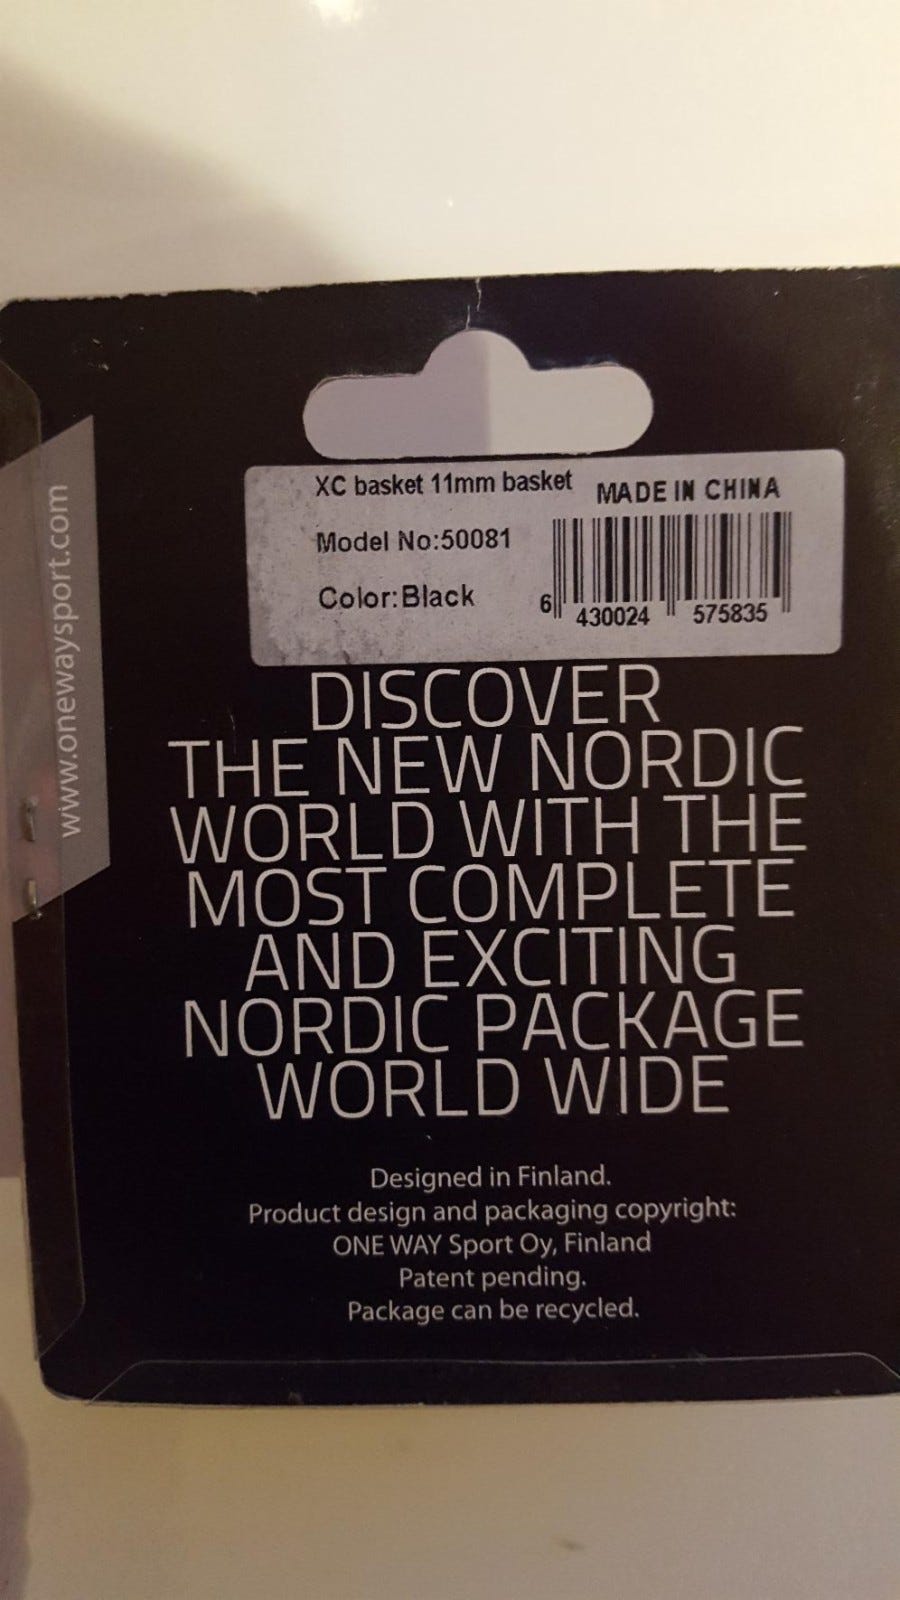 XC basket 11mm basket
MADE IN CHINA
Model No:50081
Color:Black
6 430024 575835
www.onewaysport.com
DISCOVER
THE NEW NORDIC
WORLD WITH THE
MOST COMPLETE
AND EXCITING
NORDIC PACKAGE
WORLD WIDE
Designed in Finland.
Product design and packaging copyright:
ONE WAY Sport Oy, Finland
Patent pending.
Package can be recycled.